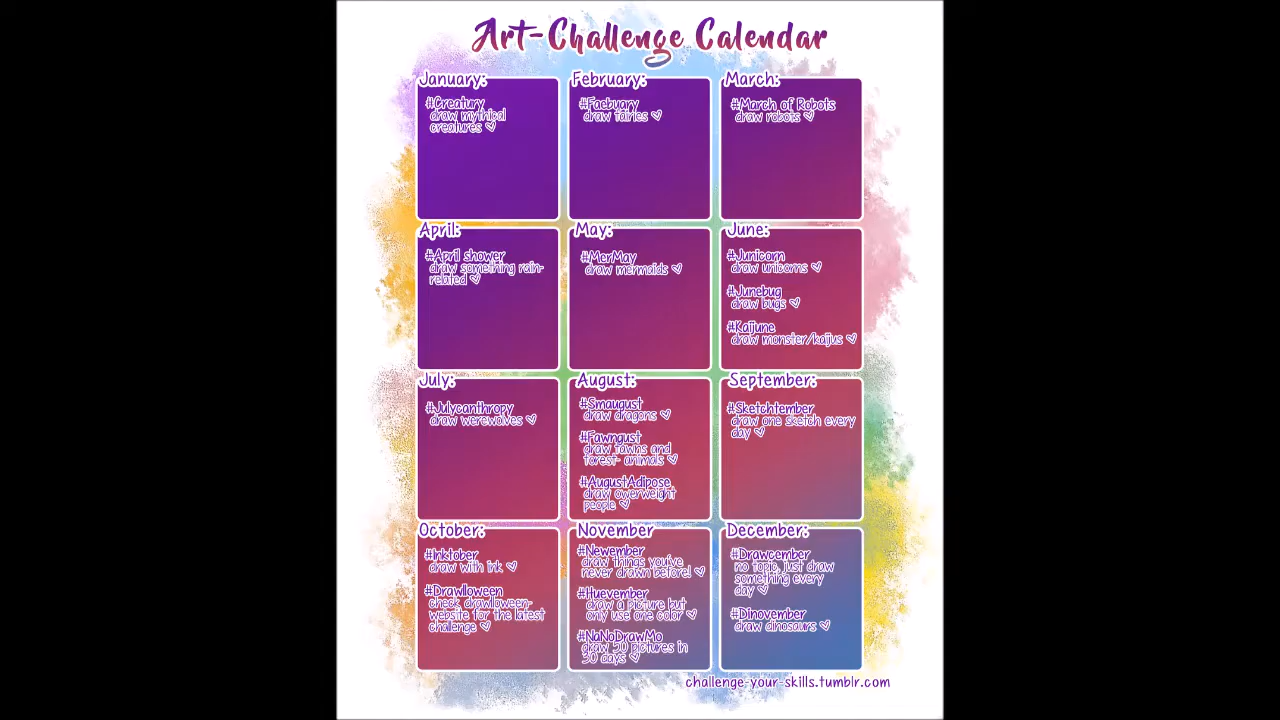 Art-Challenge Calendar
January:
#Creatury
draw mythical
creatures ♡
February:
#Faebuary
draw fairies ♡
March:
#March of Robots
draw robots ♡
April:
#April shower
draw something rain-
related ♡
May:
#MerMay
draw mermaids ♡
June:
#Junicorn
draw unicorns ♡
#Junebug
draw bugs ♡
#Kaijune
draw monster/kaijus ♡
July:
#Julycanthropy
draw werewolves ♡
August:
#Smaugust
draw dragons ♡
#Fawngust
draw fawns and
forest- animals ♡
#AugustAdipose
draw overweight
people ♡
September:
#Sketchtember
draw one sketch every
day ♡
October:
#Inktober
draw with ink ♡
#Drawlloween
check drawlloween-
website for the latest
challenge ♡
November
#Newember
draw things you've
never drawn before! ♡
#Huevember
draw a picture but
only use one color ♡
#NaNoDrawMo
draw 50 pictures in
30 days ♡
December:
#Drawcember
no topic, just draw
something every
day ♡
#Dinovember
draw dinosaurs ♡
challenge-your-skills.tumblr.com